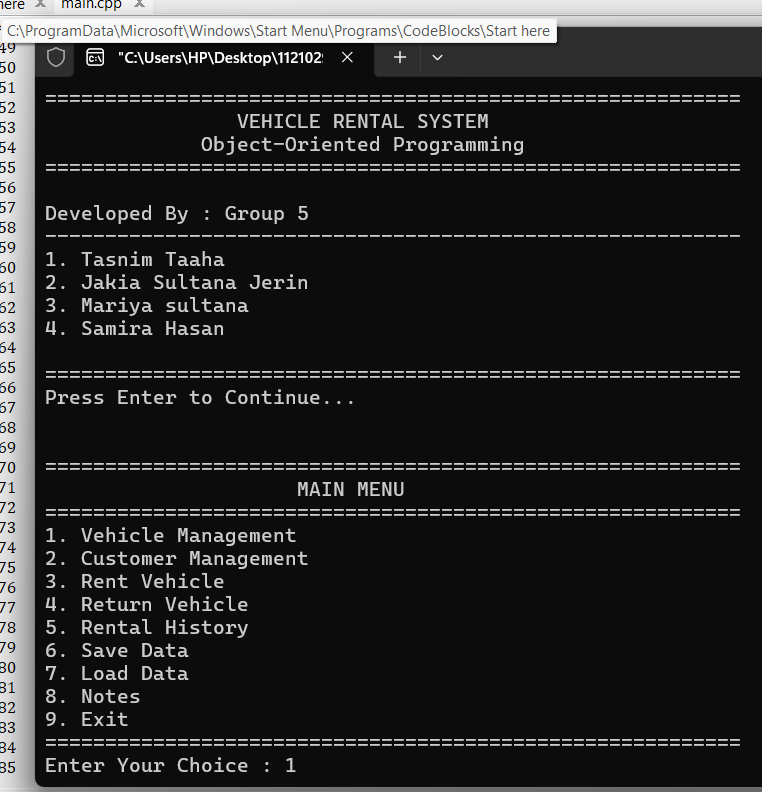 here
main.cpp
C:\ProgramData\Microsoft\Windows\Start Menu\Programs\CodeBlocks\Start here
49
50
51
52
53
54
55
56
57
58
59
60
61
62
63
64
65
66
67
68
69
70
71
72
73
74
75
76
77
78
79
80
81
82
83
84
85
"C:\Users\HP\Desktop\112102
==========================================================
VEHICLE RENTAL SYSTEM
Object-Oriented Programming
==========================================================
Developed By : Group 5
----------------------------------------------------------
1. Tasnim Taaha
2. Jakia Sultana Jerin
3. Mariya sultana
4. Samira Hasan
==========================================================
Press Enter to Continue...
==========================================================
MAIN MENU
==========================================================
1. Vehicle Management
2. Customer Management
3. Rent Vehicle
4. Return Vehicle
5. Rental History
6. Save Data
7. Load Data
8. Notes
9. Exit
==========================================================
Enter Your Choice : 1